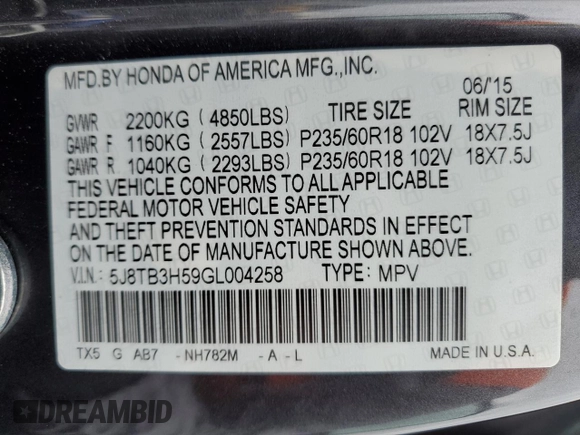 MFD.BY HONDA OF AMERICA MFG.,INC.
06/15
GVWR 2200KG (4850LBS) TIRE SIZE RIM SIZE
GAWR F 1160KG (2557LBS) P235/60R18 102V 18X7.5J
GAWR R 1040KG (2293LBS) P235/60R18 102V 18X7.5J
THIS VEHICLE CONFORMS TO ALL APPLICABLE
FEDERAL MOTOR VEHICLE SAFETY
AND THEFT PREVENTION STANDARDS IN EFFECT
ON THE DATE OF MANUFACTURE SHOWN ABOVE.
V.I.N.: 5J8TB3H59GL004258 TYPE: MPV
TX5 G AB7 -NH782M -A-L MADE IN U.S.A.
DREAMBID